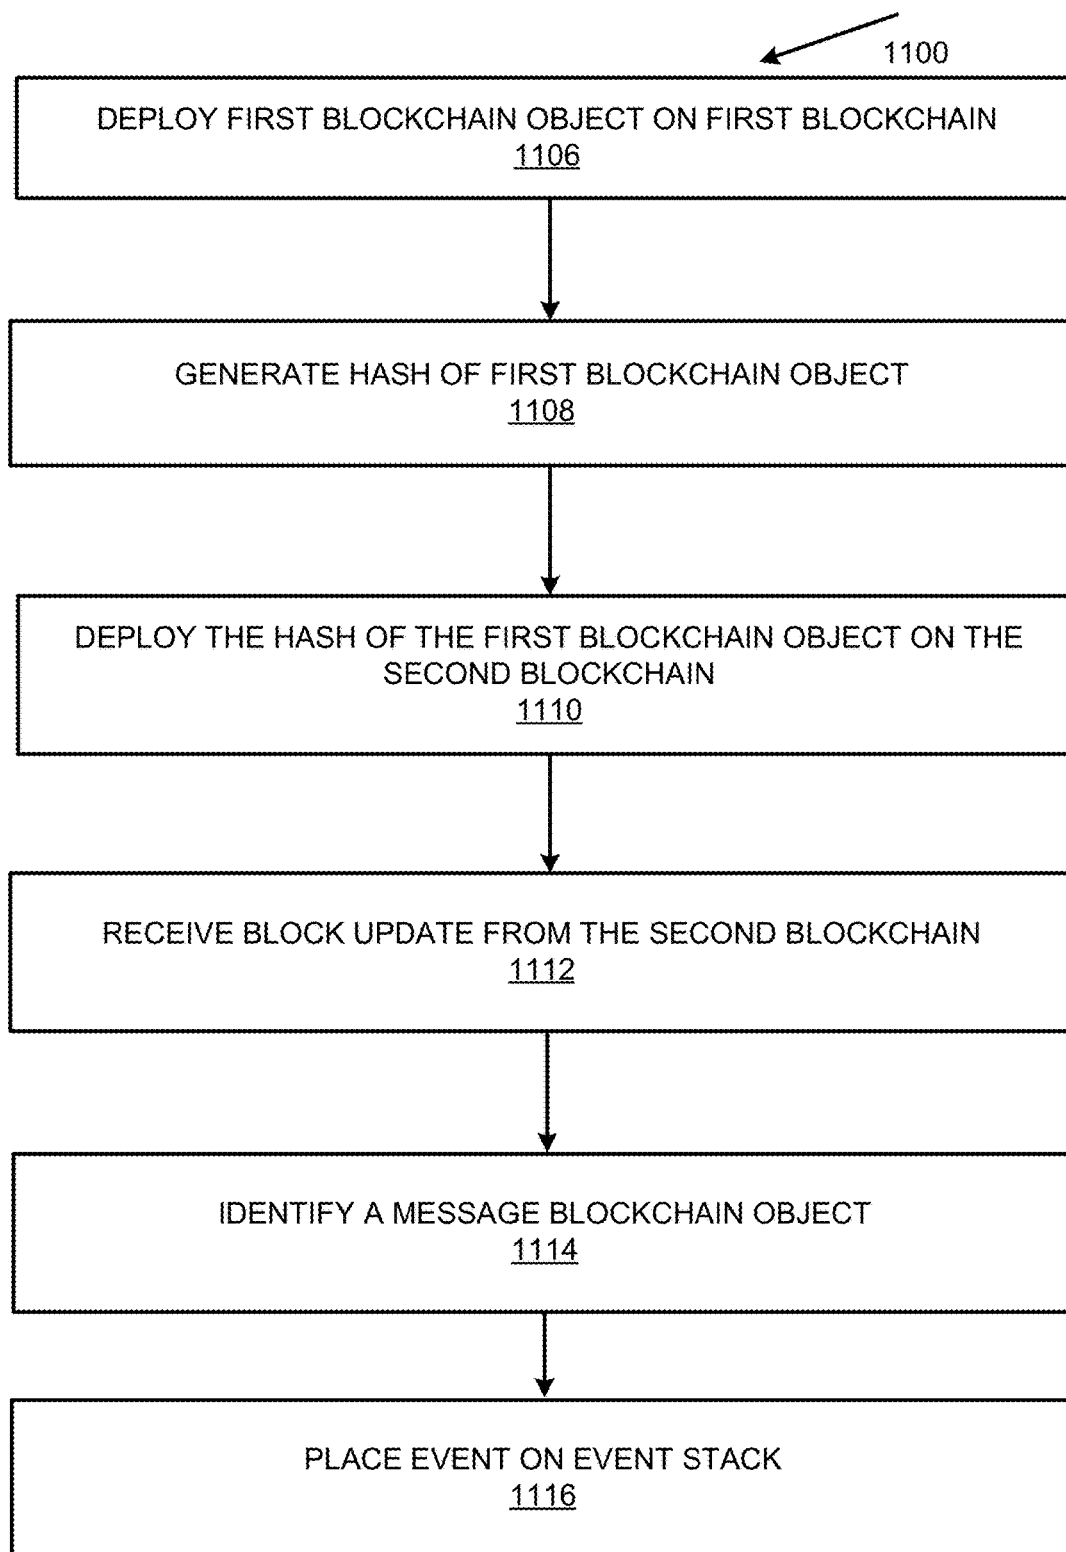 1100
DEPLOY FIRST BLOCKCHAIN OBJECT ON FIRST BLOCKCHAIN
1106
GENERATE HASH OF FIRST BLOCKCHAIN OBJECT
1108
DEPLOY THE HASH OF THE FIRST BLOCKCHAIN OBJECT ON THE
SECOND BLOCKCHAIN
1110
RECEIVE BLOCK UPDATE FROM THE SECOND BLOCKCHAIN
1112
IDENTIFY A MESSAGE BLOCKCHAIN OBJECT
1114
PLACE EVENT ON EVENT STACK
1116